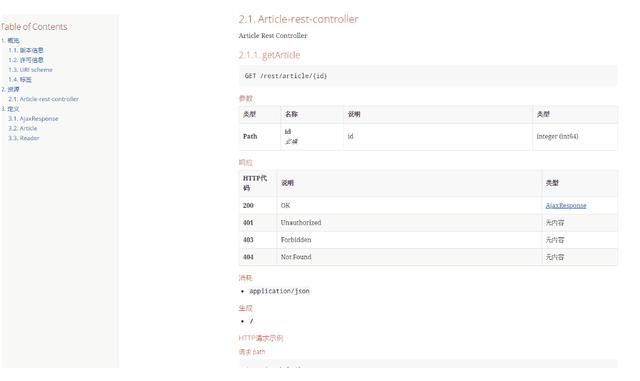 Table of Contents
1. 概览
1.1. 版本信息
1.2. 许可信息
1.3. URI scheme
1.4. 标签
2. 资源
2.1. Article-rest-controller
3. 定义
3.1. AjaxResponse
3.2. Article
3.3. Reader
2.1. Article-rest-controller
Article Rest Controller
2.1.1. getArticle
GET /rest/article/{id}
参数
类型 名称 说明 类型
Path id 必填 id integer (int64)
响应
HTTP代码 说明 类型
200 OK AjaxResponse
401 Unauthorized 无内容
403 Forbidden 无内容
404 Not Found 无内容
消耗
• application/json
生成
• /
HTTP请求示例
请求 path